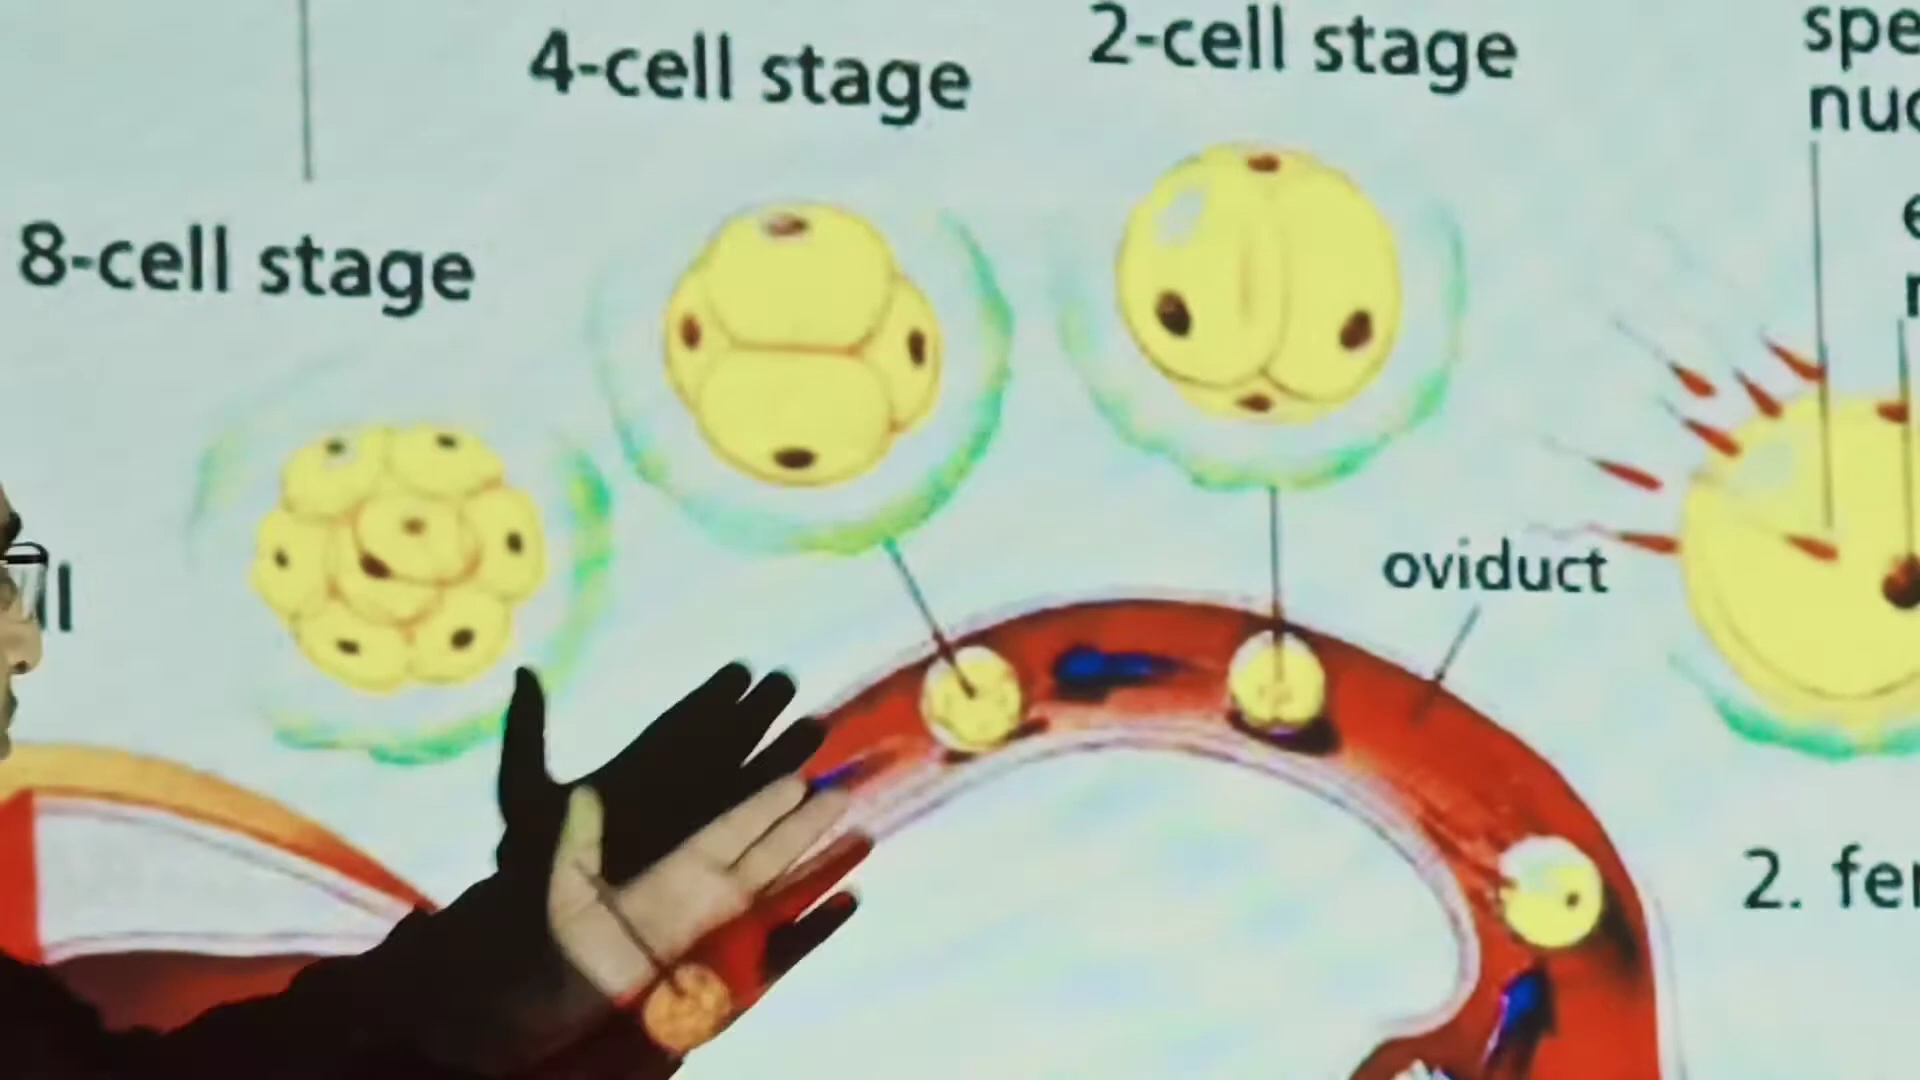 4-cell stage
2-cell stage
8-cell stage
oviduct
2.